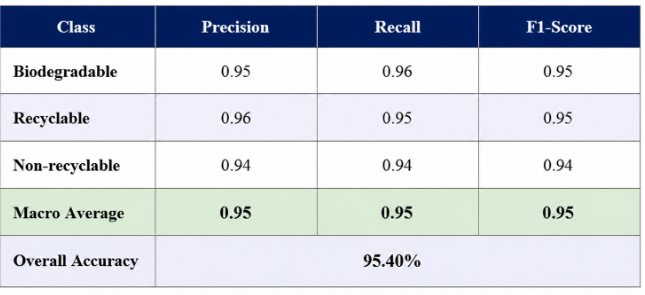 Class Precision Recall F1-Score
Biodegradable 0.95 0.96 0.95
Recyclable 0.96 0.95 0.95
Non-recyclable 0.94 0.94 0.94
Macro Average 0.95 0.95 0.95
Overall Accuracy 95.40%